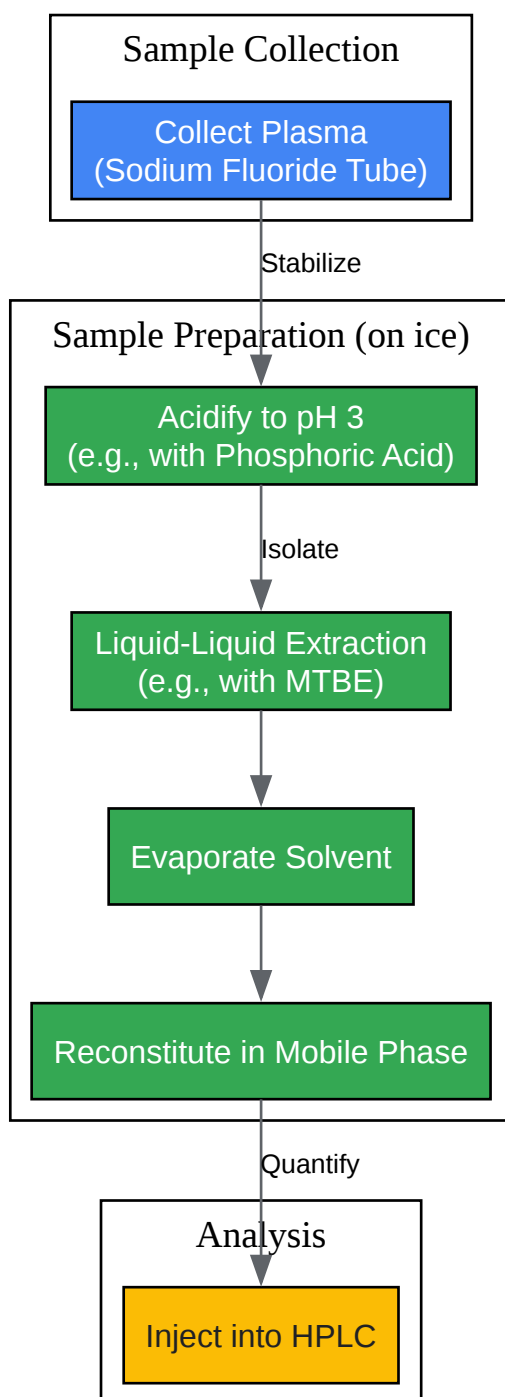 Sample Collection
Collect Plasma
(Sodium Fluoride Tube)
Stabilize
Sample Preparation (on ice)
Acidify to pH 3
(e.g., with Phosphoric Acid)
Isolate
Liquid-Liquid Extraction
(e.g., with MTBE)
Evaporate Solvent
Reconstitute in Mobile Phase
Quantify
Analysis
Inject into HPLC